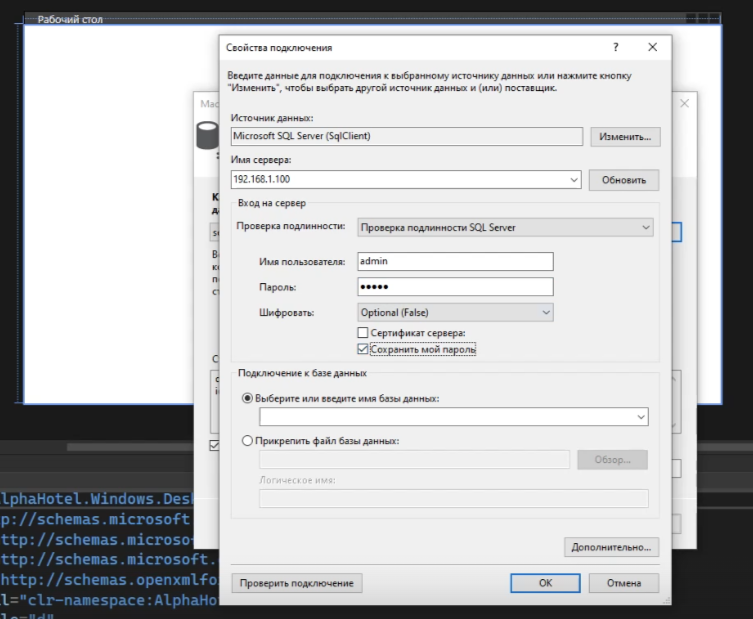 Рабочий стол
Свойства подключения
? ×
Введите данные для подключения к выбранному источнику данных или нажмите кнопку
"Изменить", чтобы выбрать другой источник данных и (или) поставщик.
Источник данных:
Microsoft SQL Server (SqlClient)
Изменить...
Имя сервера:
192.168.1.100
Обновить
Вход на сервер
Проверка подлинности:
Проверка подлинности SQL Server
Имя пользователя:
admin
Пароль:
•••••
Шифровать:
Optional (False)
Сертификат сервера:
Сохранить мой пароль
Подключение к базе данных
Выберите или введите имя базы данных:
Прикрепить файл базы данных:
Обзор...
Логическое имя:
Дополнительно...
Проверить подключение
OK
Отмена
lphaHotel.Windows.Des
p://schemas.microsoft
ttp://schemas.microso
ttp://schemas.microsoft.
http://schemas.openxmlfo
l="clr-namespace:AlphaHo